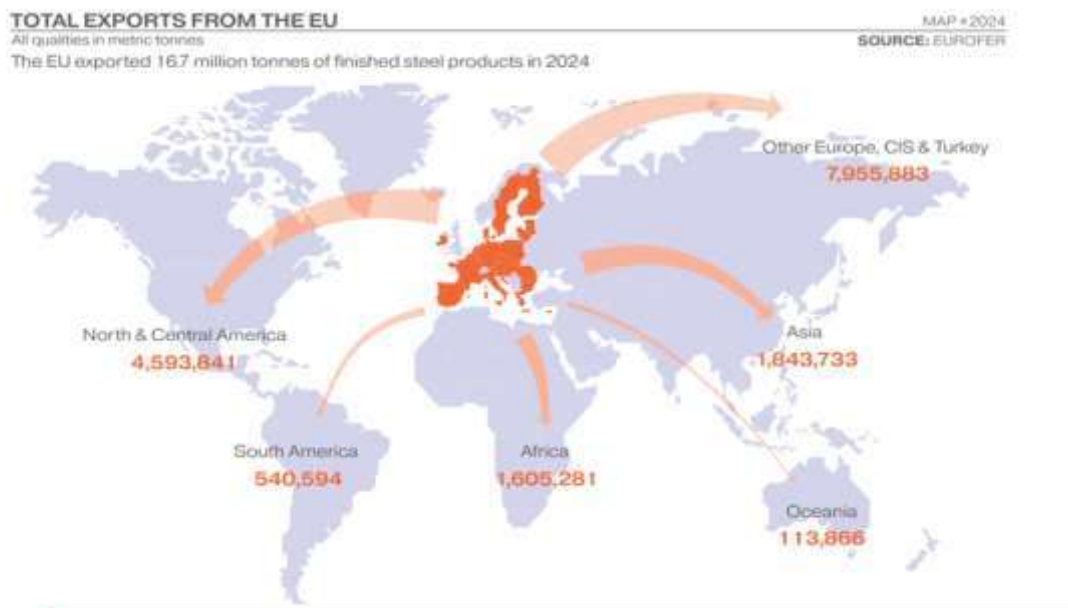 TOTAL EXPORTS FROM THE EU
MAP • 2024
All qualities in metric tonnes
SOURCE: EUROFER
The EU exported 16.7 million tonnes of finished steel products in 2024
Other Europe, CIS & Turkey
7,955,883
North & Central America
4,593,841
Asia
1,843,733
South America
540,594
Africa
1,605,281
Oceania
113,866